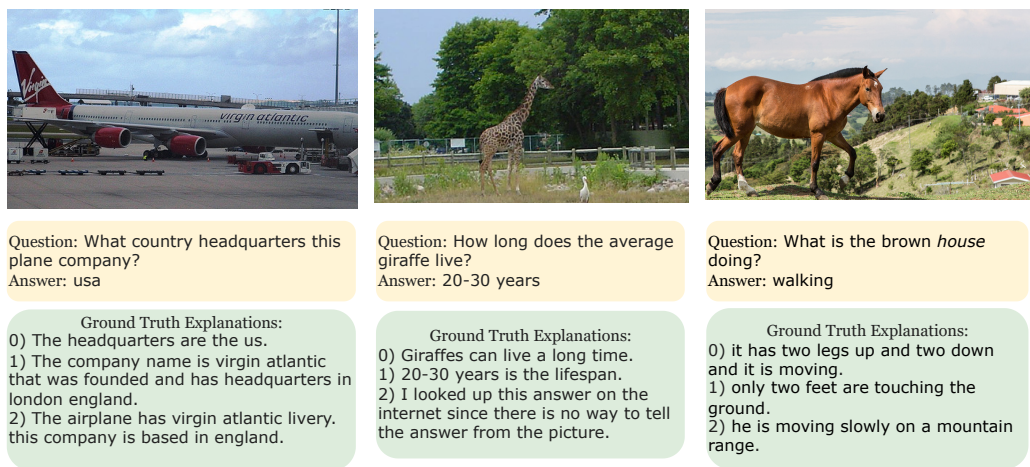 Virgin
virgin atlantic
Question: What country headquarters this
plane company?
Answer: usa
Ground Truth Explanations:
0) The headquarters are the us.
1) The company name is virgin atlantic
that was founded and has headquarters in
london england.
2) The airplane has virgin atlantic livery.
this company is based in england.
Question: How long does the average
giraffe live?
Answer: 20-30 years
Ground Truth Explanations:
0) Giraffes can live a long time.
1) 20-30 years is the lifespan.
2) I looked up this answer on the
internet since there is no way to tell
the answer from the picture.
Question: What is the brown house
doing?
Answer: walking
Ground Truth Explanations:
0) it has two legs up and two down
and it is moving.
1) only two feet are touching the
ground.
2) he is moving slowly on a mountain
range.